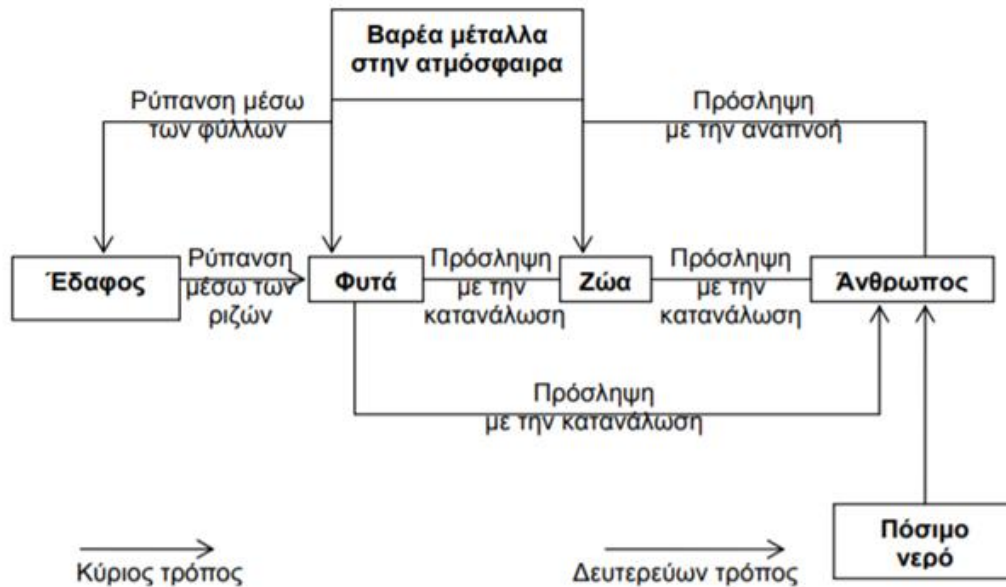 Βαρέα μέταλλα
στην ατμόσφαιρα
Ρύπανση μέσω
των φύλλων
Πρόσληψη
με την αναπνοή
Έδαφος
Ρύπανση
μέσω των
ριζών
Φυτά
Πρόσληψη
με την
κατανάλωση
Ζώα
Πρόσληψη
με την
κατανάλωση
Άνθρωπος
Πρόσληψη
με την κατανάλωση
Πόσιμο
νερό
Κύριος τρόπος
Δευτερεύων τρόπος